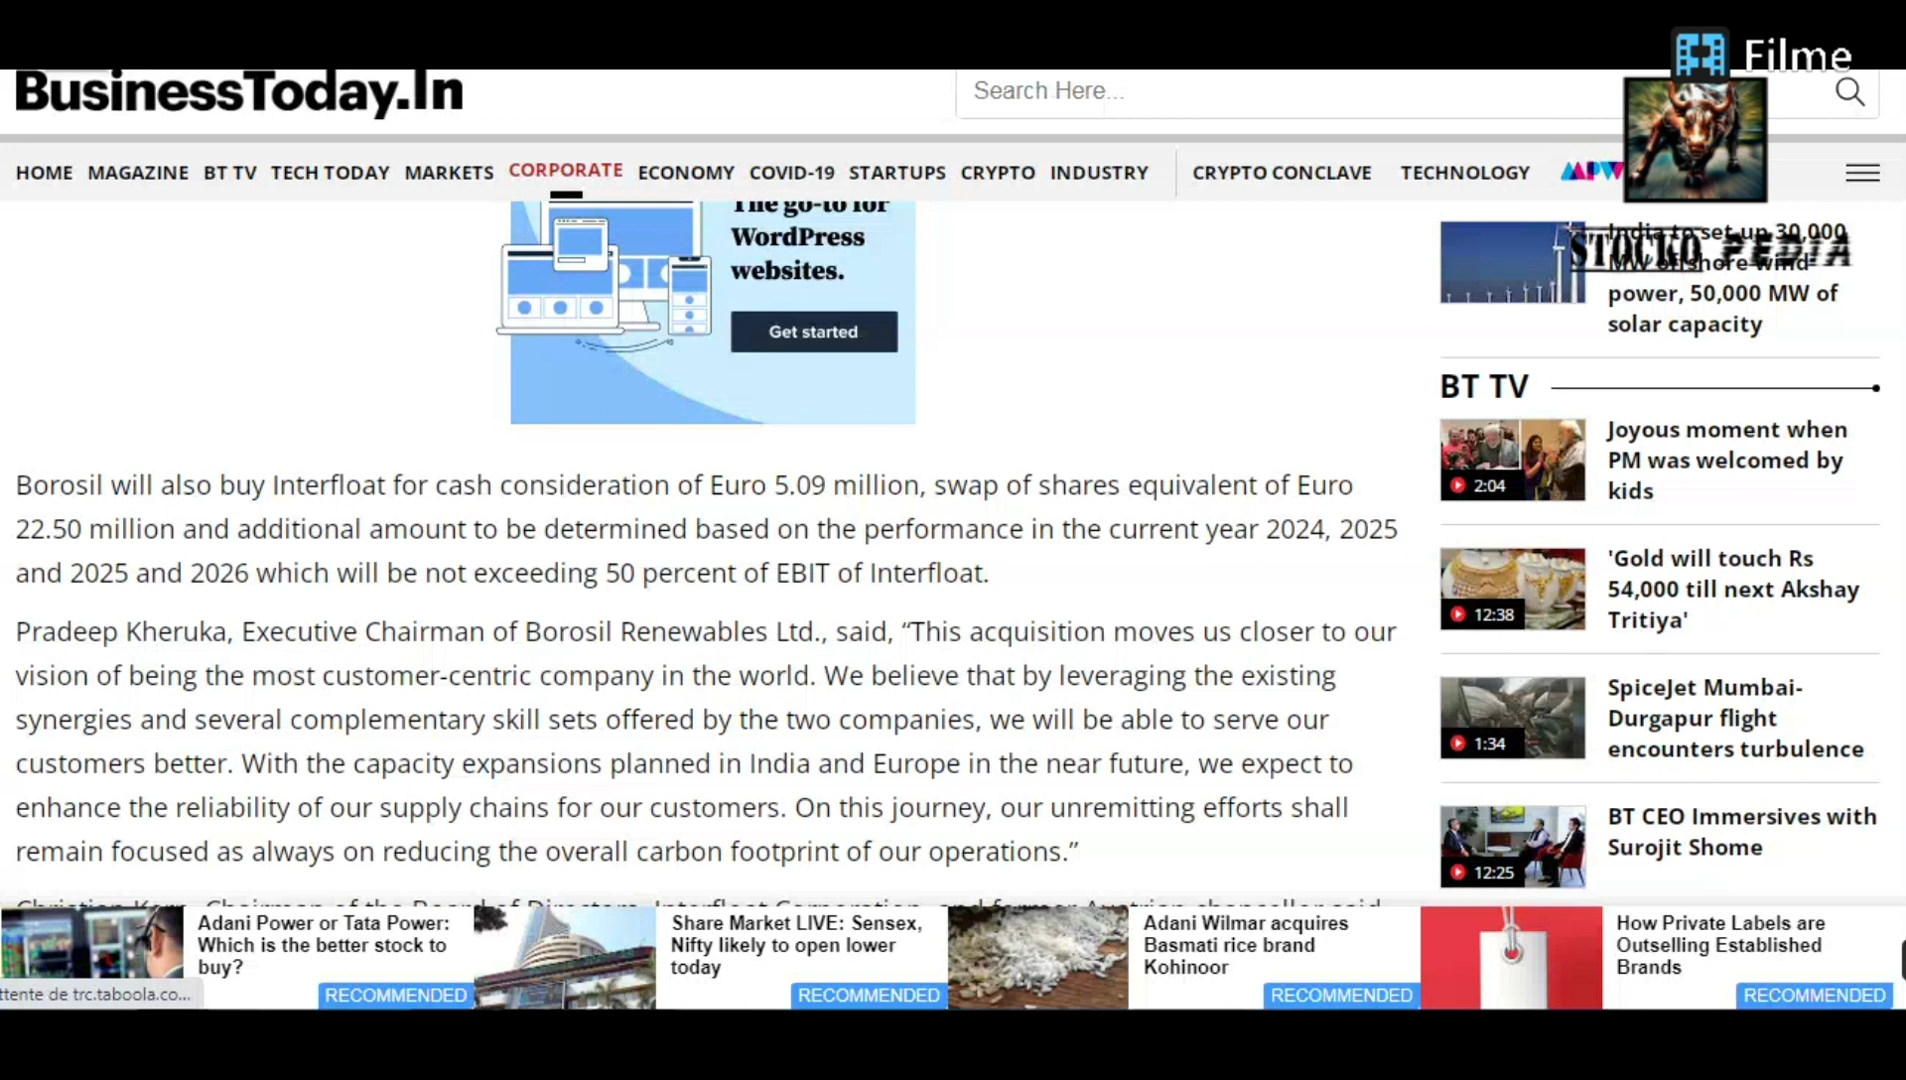 Filme
BusinessToday.In
Search Here...
HOME MAGAZINE BT TV TECH TODAY MARKETS CORPORATE ECONOMY COVID-19 STARTUPS CRYPTO INDUSTRY CRYPTO CONCLAVE TECHNOLOGY MPW
The go-to for
WordPress
websites.
Get started
India to set up 30,000
MW offshore wind
power, 50,000 MW of
solar capacity
STOCKO PEDIA
BT TV
Joyous moment when
PM was welcomed by
kids
2:04
'Gold will touch Rs
54,000 till next Akshay
Tritiya'
12:38
SpiceJet Mumbai-
Durgapur flight
encounters turbulence
1:34
BT CEO Immersives with
Surojit Shome
12:25
Borosil will also buy Interfloat for cash consideration of Euro 5.09 million, swap of shares equivalent of Euro
22.50 million and additional amount to be determined based on the performance in the current year 2024, 2025
and 2025 and 2026 which will be not exceeding 50 percent of EBIT of Interfloat.
Pradeep Kheruka, Executive Chairman of Borosil Renewables Ltd., said, “This acquisition moves us closer to our
vision of being the most customer-centric company in the world. We believe that by leveraging the existing
synergies and several complementary skill sets offered by the two companies, we will be able to serve our
customers better. With the capacity expansions planned in India and Europe in the near future, we expect to
enhance the reliability of our supply chains for our customers. On this journey, our unremitting efforts shall
remain focused as always on reducing the overall carbon footprint of our operations.”
Adani Power or Tata Power:
Which is the better stock to
buy?
RECOMMENDED
Share Market LIVE: Sensex,
Nifty likely to open lower
today
RECOMMENDED
Adani Wilmar acquires
Basmati rice brand
Kohinoor
RECOMMENDED
How Private Labels are
Outselling Established
Brands
RECOMMENDED
ttente de trc.taboola.co...